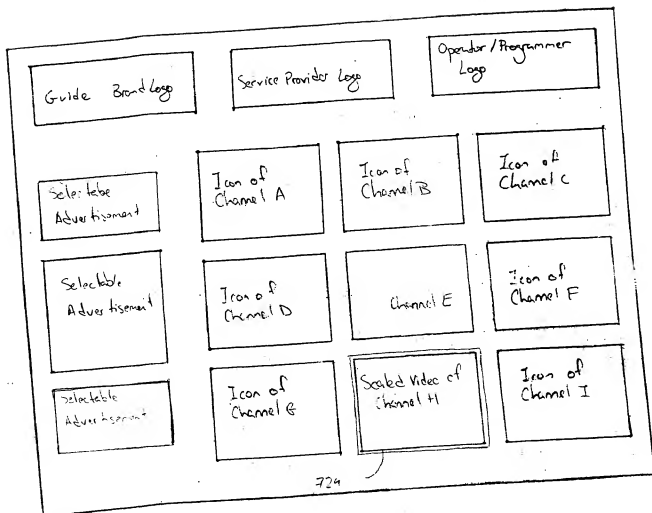 Guide Brand Logo
Service Provider Logo
Operator/Programmer
Logo
Selectabe
Advertisement
Icon of
Channel A
Icon of
Channel B
Icon of
Channel C
Selectable
Advertisement
Icon of
Channel D
Channel E
Icon of
Channel F
Selectable
Advertisement
Icon of
Channel G
Scaled Video of
Channel H
Icon of
Channel I
729